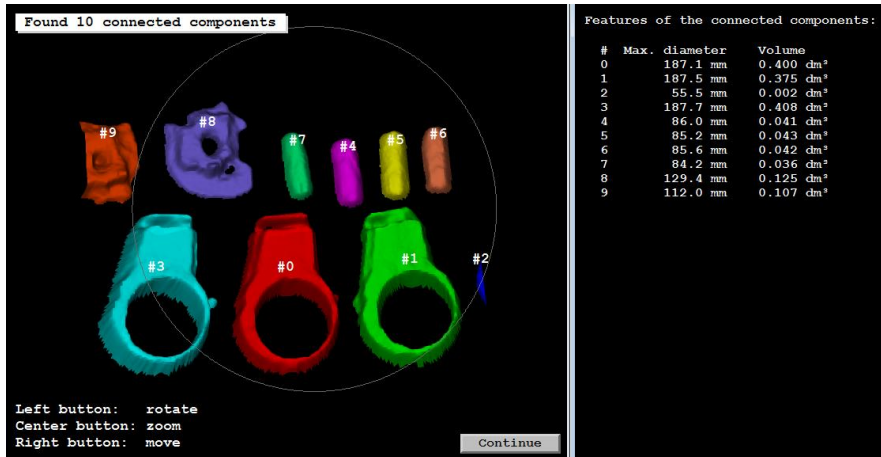 Found 10 connected components
#9
#8
#7
#4
#5
#6
#3
#0
#1
#2
Left button: rotate
Center button: zoom
Right button: move
Continue
Features of the connected components:
# Max. diameter Volume
0 187.1 mm 0.400 dm³
1 187.5 mm 0.375 dm³
2 55.5 mm 0.002 dm³
3 187.7 mm 0.408 dm³
4 86.0 mm 0.041 dm³
5 85.2 mm 0.043 dm³
6 85.6 mm 0.042 dm³
7 84.2 mm 0.036 dm³
8 129.4 mm 0.125 dm³
9 112.0 mm 0.107 dm³